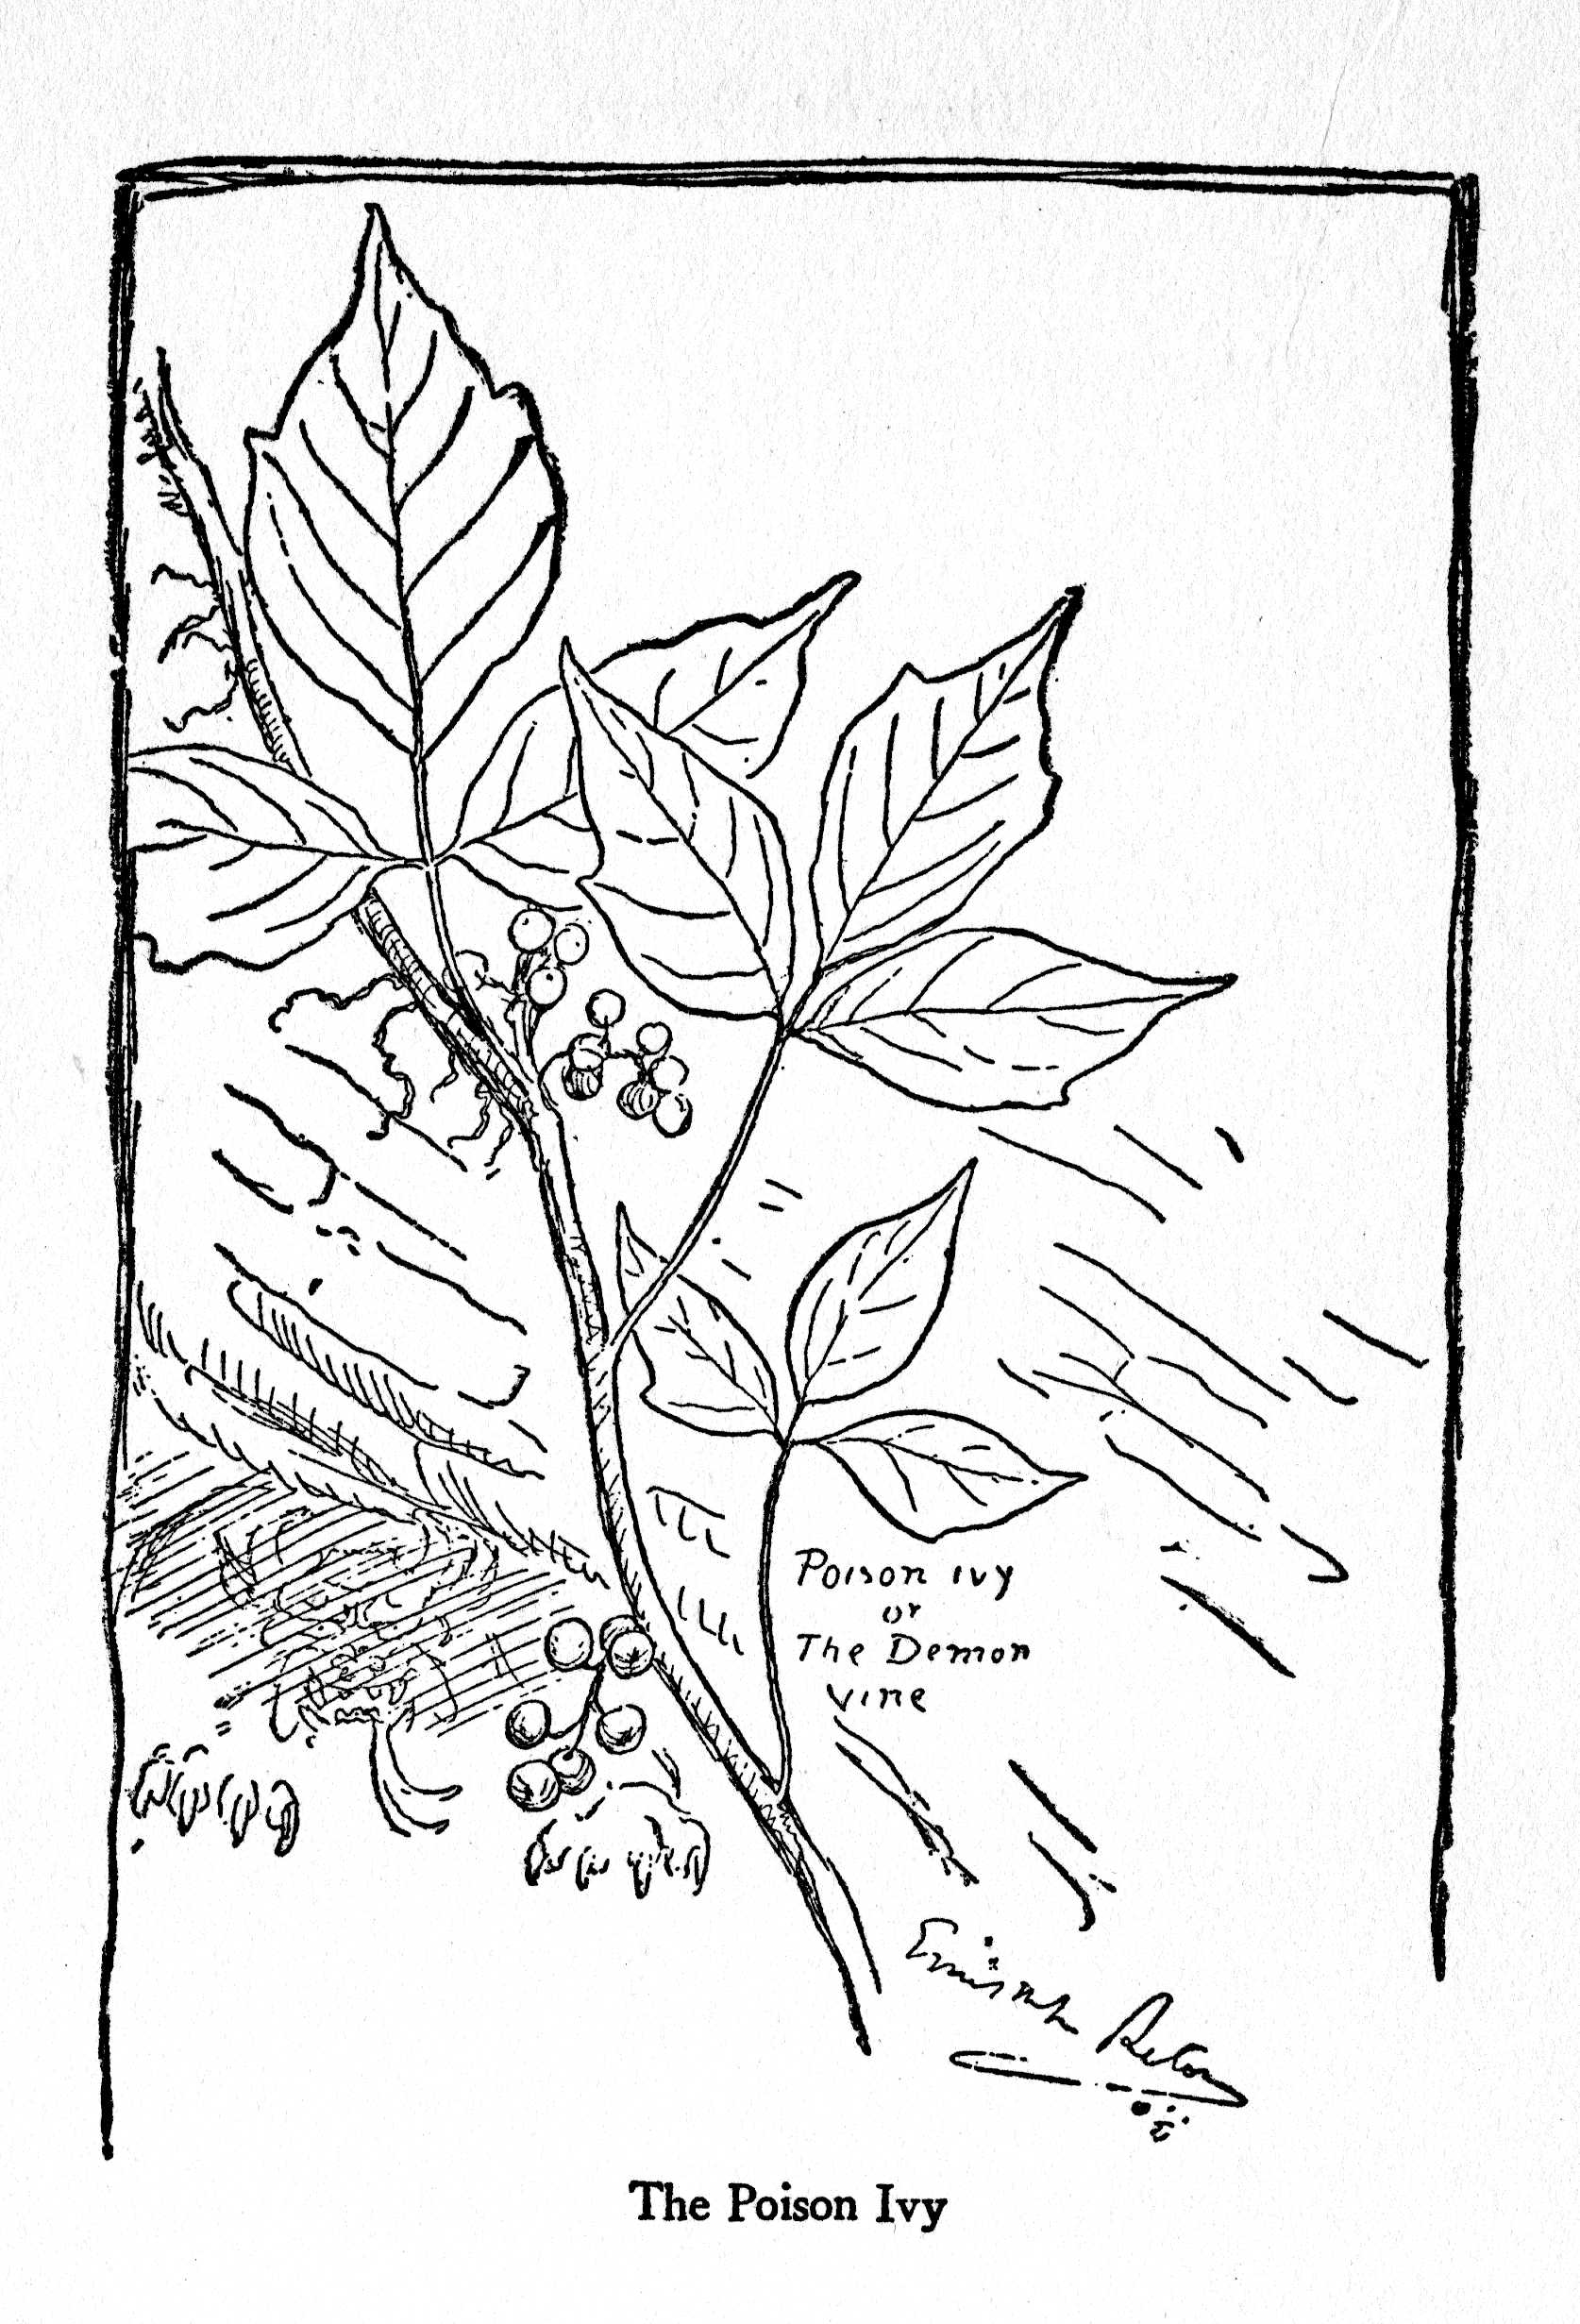 Poison ivy
or
The Demon
vine
The Poison Ivy